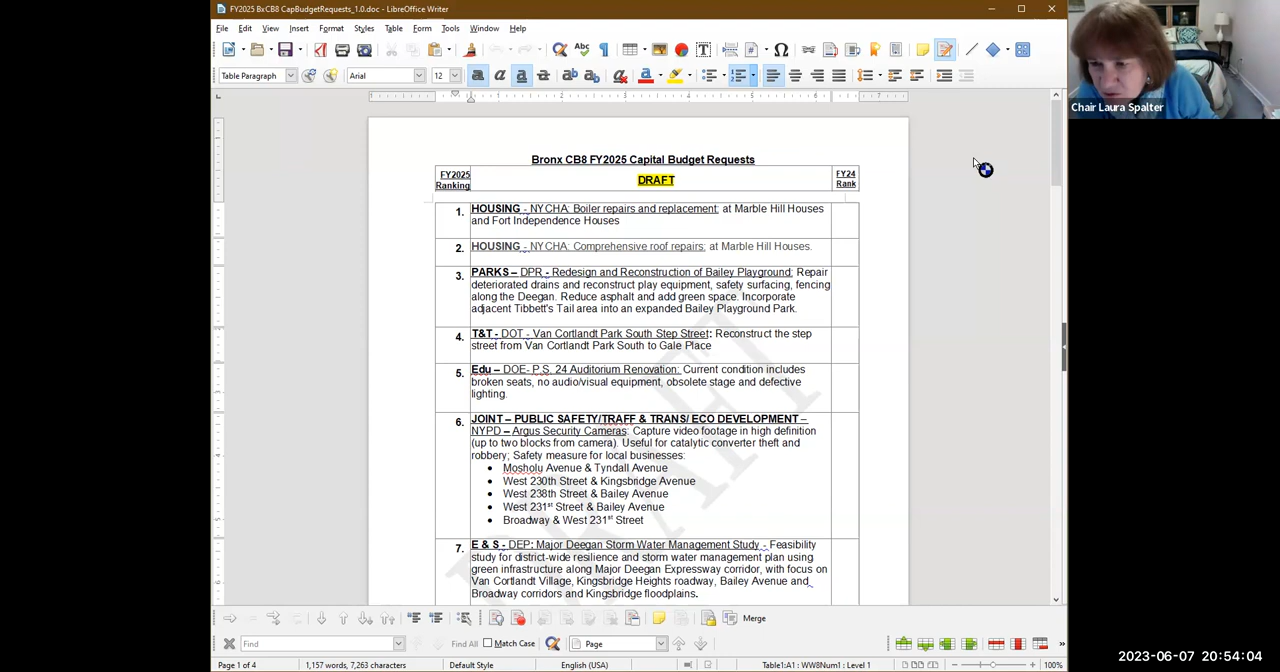 FY2025 BxCB8 CapBudgetRequests_1.0.doc - LibreOffice Writer
File Edit View Insert Format Styles Table Form Tools Window Help
Table Paragraph Arial 12
Chair Laura Spalter
Bronx CB8 FY2025 Capital Budget Requests
FY2025 Ranking
DRAFT
FY24 Rank
1. HOUSING - NYCHA: Boiler repairs and replacement: at Marble Hill Houses
and Fort Independence Houses
2. HOUSING - NYCHA: Comprehensive roof repairs: at Marble Hill Houses.
3. PARKS – DPR - Redesign and Reconstruction of Bailey Playground: Repair
deteriorated drains and reconstruct play equipment, safety surfacing, fencing
along the Deegan. Reduce asphalt and add green space. Incorporate
adjacent Tibbett's Tail area into an expanded Bailey Playground Park.
4. T&T - DOT - Van Cortlandt Park South Step Street: Reconstruct the step
street from Van Cortlandt Park South to Gale Place
5. Edu – DOE- P.S. 24 Auditorium Renovation: Current condition includes
broken seats, no audio/visual equipment, obsolete stage and defective
lighting.
6. JOINT – PUBLIC SAFETY/TRAFF & TRANS/ ECO DEVELOPMENT –
NYPD – Argus Security Cameras: Capture video footage in high definition
(up to two blocks from camera). Useful for catalytic converter theft and
robbery; Safety measure for local businesses:
• Mosholu Avenue & Tyndall Avenue
• West 230th Street & Kingsbridge Avenue
• West 238th Street & Bailey Avenue
• West 231st Street & Bailey Avenue
• Broadway & West 231st Street
7. E & S - DEP: Major Deegan Storm Water Management Study - Feasibility
study for district-wide resilience and storm water management plan using
green infrastructure along Major Deegan Expressway corridor, with focus on
Van Cortlandt Village, Kingsbridge Heights roadway, Bailey Avenue and
Broadway corridors and Kingsbridge floodplains.
DRAFT
Merge
Find Find All Match Case Page
Page 1 of 4 1,157 words, 7,263 characters Default Style English (USA) Table1:A1 / WW8Num1 : Level 1 100%
2023-06-07 20:54:04